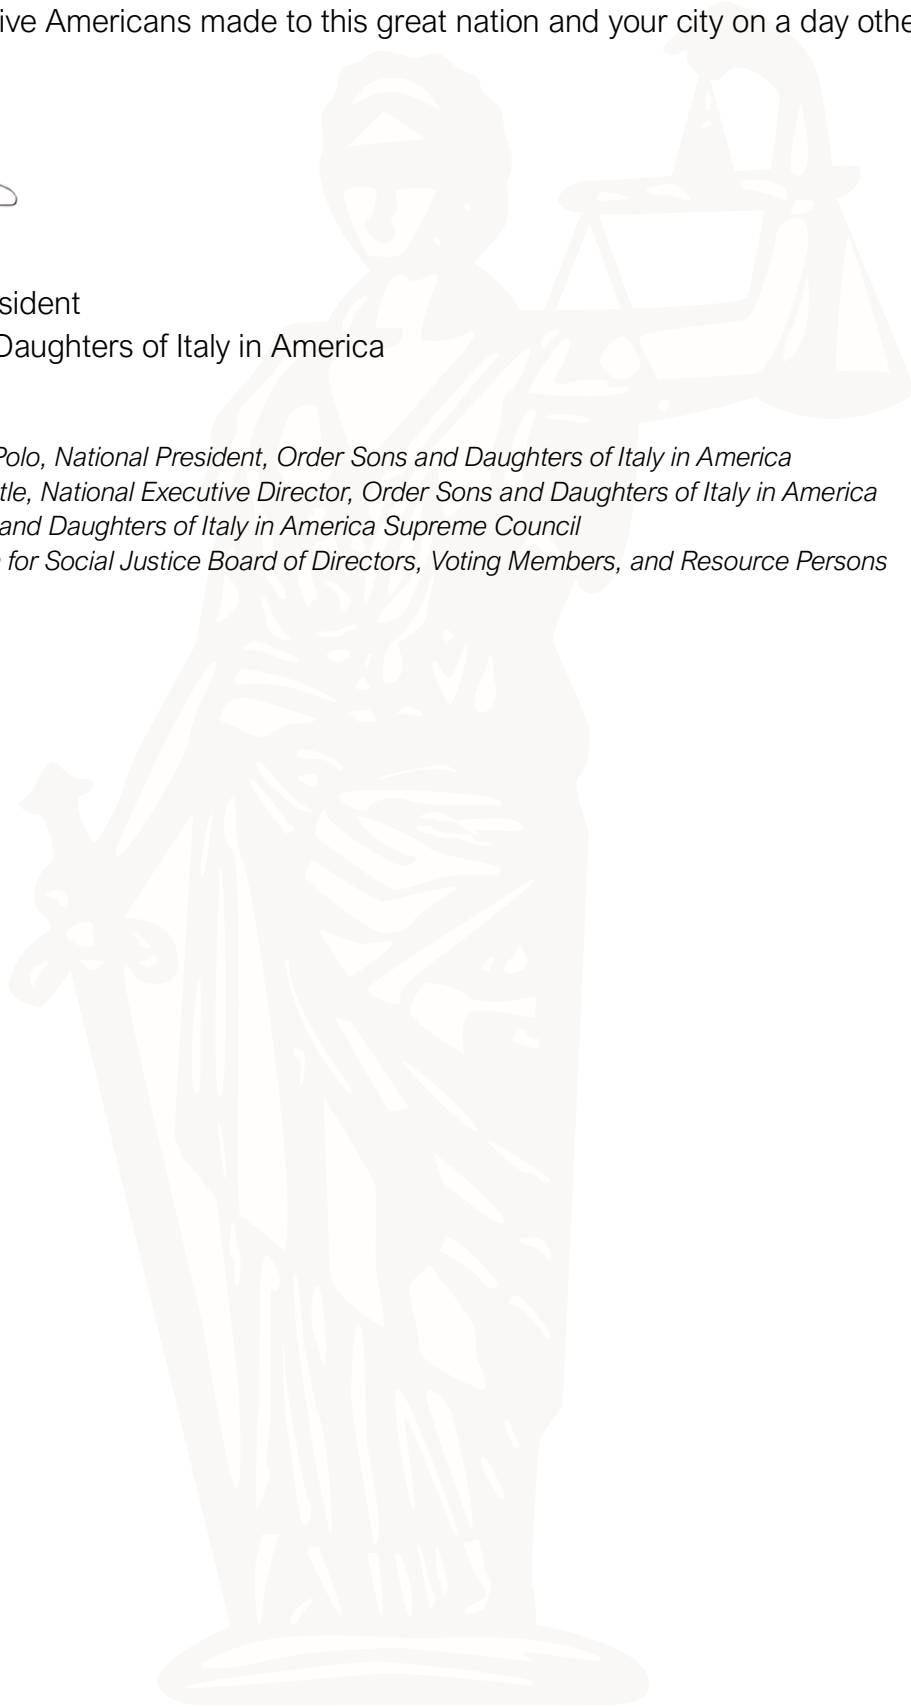 ive Americans made to this great nation and your city on a day othe
sident
Daughters of Italy in America
Polo, National President, Order Sons and Daughters of Italy in America
tle, National Executive Director, Order Sons and Daughters of Italy in America
and Daughters of Italy in America Supreme Council
for Social Justice Board of Directors, Voting Members, and Resource Persons